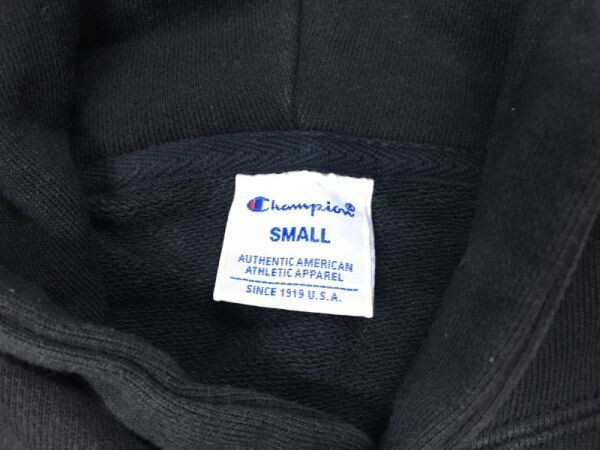 Champion
SMALL
AUTHENTIC AMERICAN
ATHLETIC APPAREL
SINCE 1919 U.S.A.